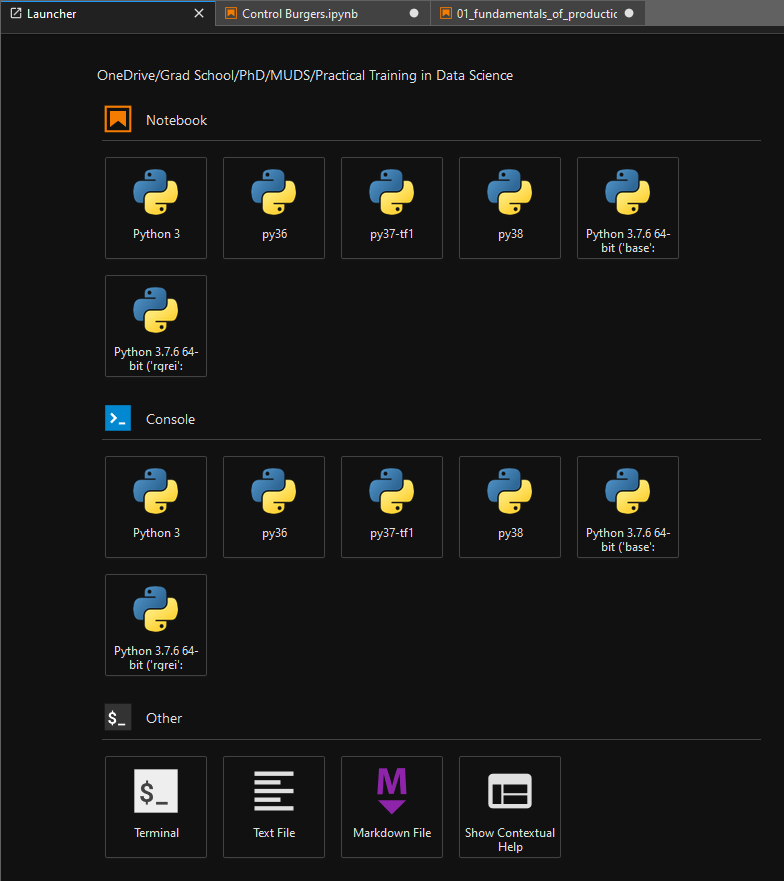 Launcher
Control Burgers.ipynb
01_fundamentals_of_productic
OneDrive/Grad School/PhD/MUDS/Practical Training in Data Science
Notebook
Python 3
py36
py37-tf1
py38
Python 3.7.6 64-
bit ('base':
Python 3.7.6 64-
bit ('rgrei':
Console
Python 3
py36
py37-tf1
py38
Python 3.7.6 64-
bit ('base':
Python 3.7.6 64-
bit ('rgrei':
$_ Other
$_
Terminal
Text File
M
Markdown File
Show Contextual
Help